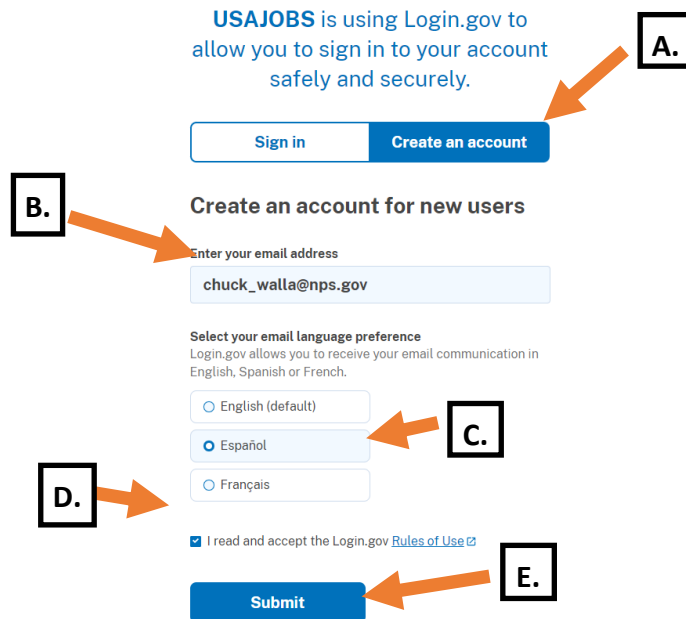 USAJOBS is using Login.gov to
allow you to sign in to your account
safely and securely.
A.
Sign in
Create an account
B.
Create an account for new users
Enter your email address
chuck_walla@nps.gov
Select your email language preference
Login.gov allows you to receive your email communication in
English, Spanish or French.
English (default)
Español
C.
Français
D.
I read and accept the Login.gov Rules of Use
Submit
E.